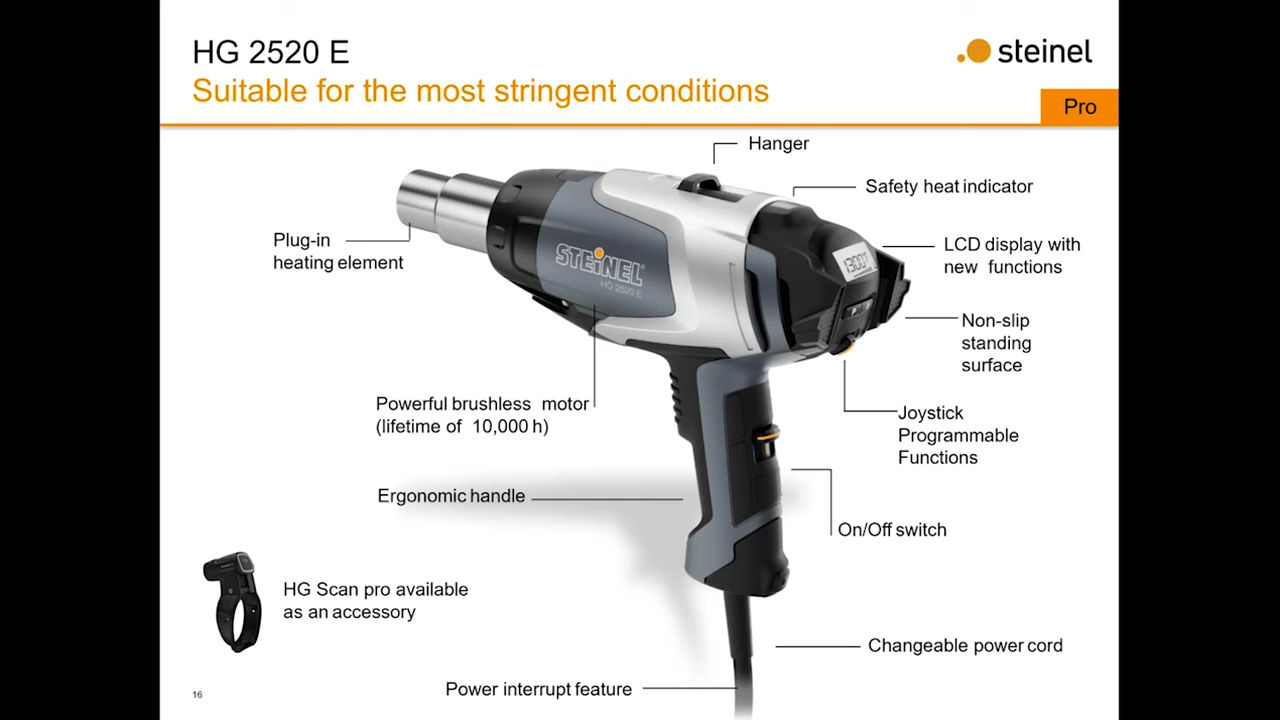 HG 2520 E
steinel
Suitable for the most stringent conditions
Pro
Hanger
Safety heat indicator
Plug-in
heating element
LCD display with
new functions
STEINEL
HG 2520 E
Non-slip
standing
surface
Powerful brushless motor
(lifetime of 10,000 h)
Joystick
Programmable
Functions
Ergonomic handle
On/Off switch
HG Scan pro available
as an accessory
Changeable power cord
Power interrupt feature
16